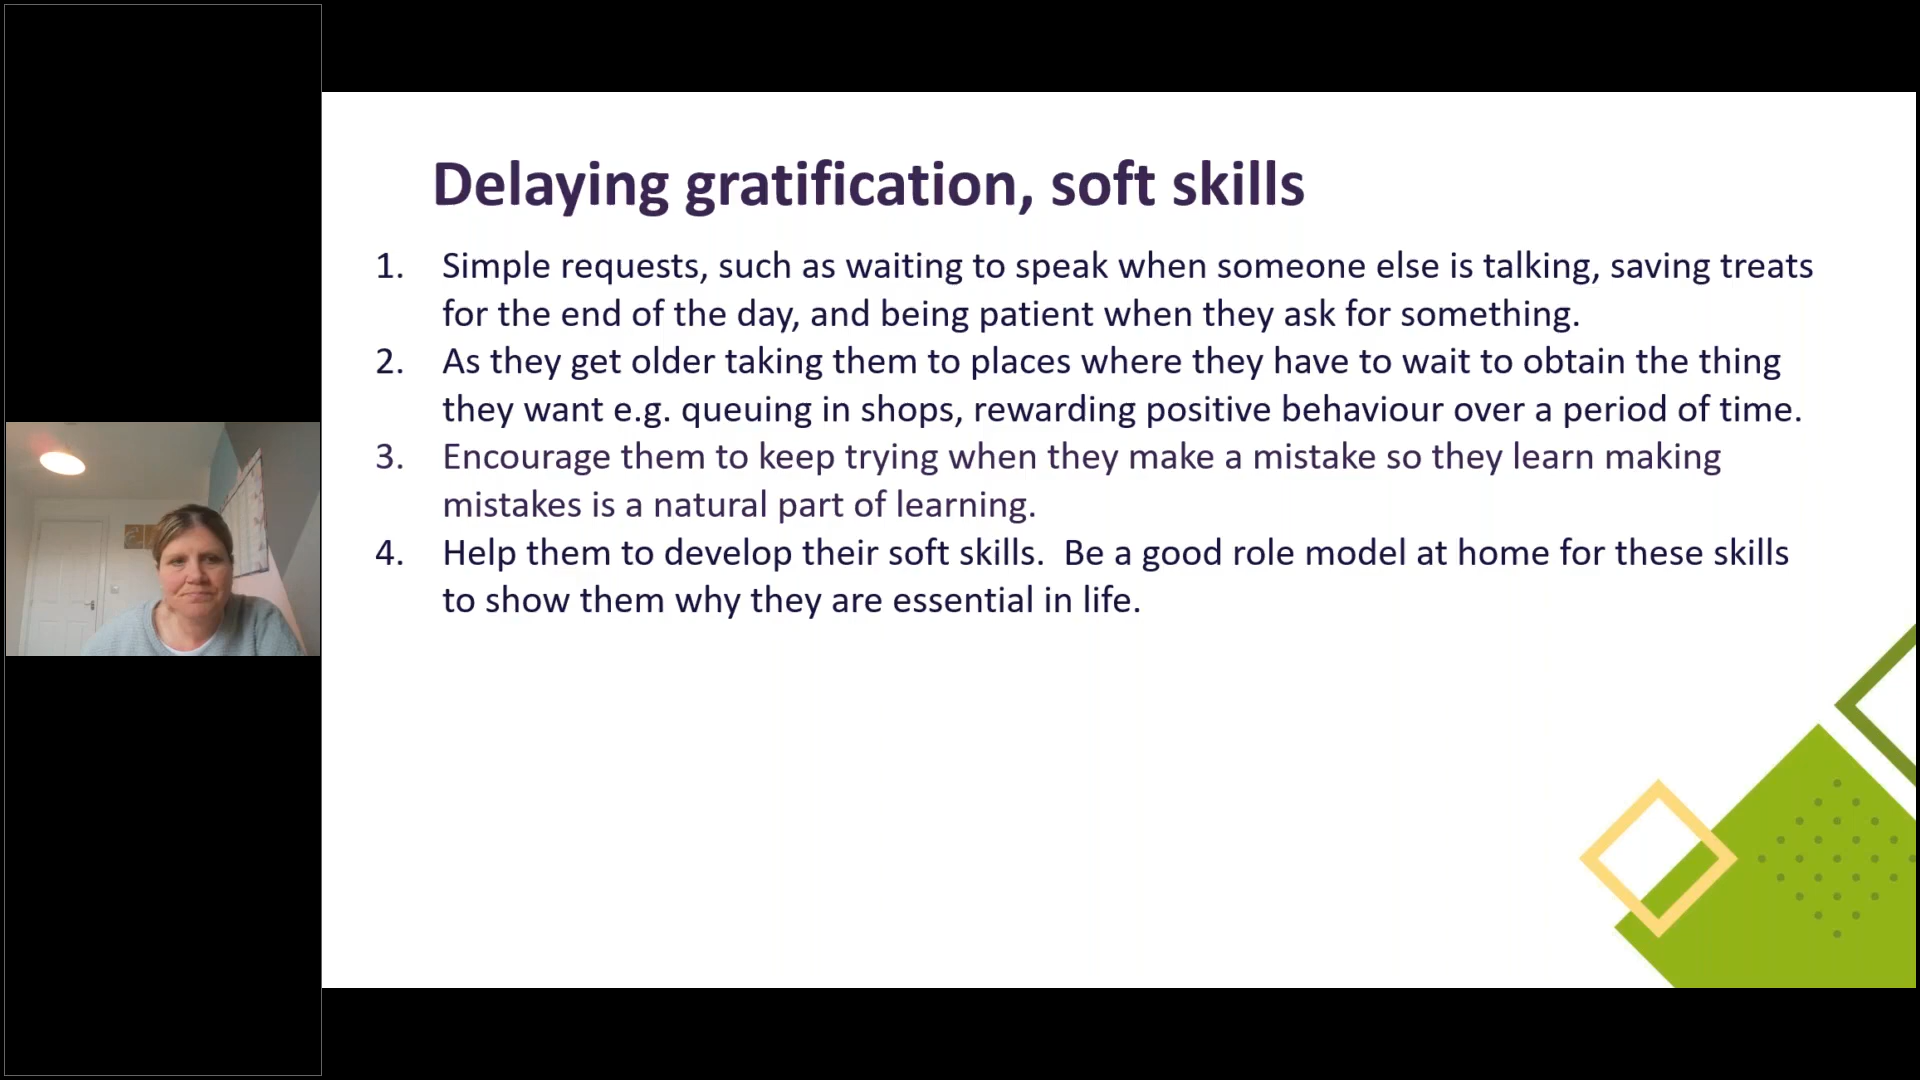 Delaying gratification, soft skills
1. Simple requests, such as waiting to speak when someone else is talking, saving treats
for the end of the day, and being patient when they ask for something.
2. As they get older taking them to places where they have to wait to obtain the thing
they want e.g. queuing in shops, rewarding positive behaviour over a period of time.
3. Encourage them to keep trying when they make a mistake so they learn making
mistakes is a natural part of learning.
4. Help them to develop their soft skills.  Be a good role model at home for these skills
to show them why they are essential in life.